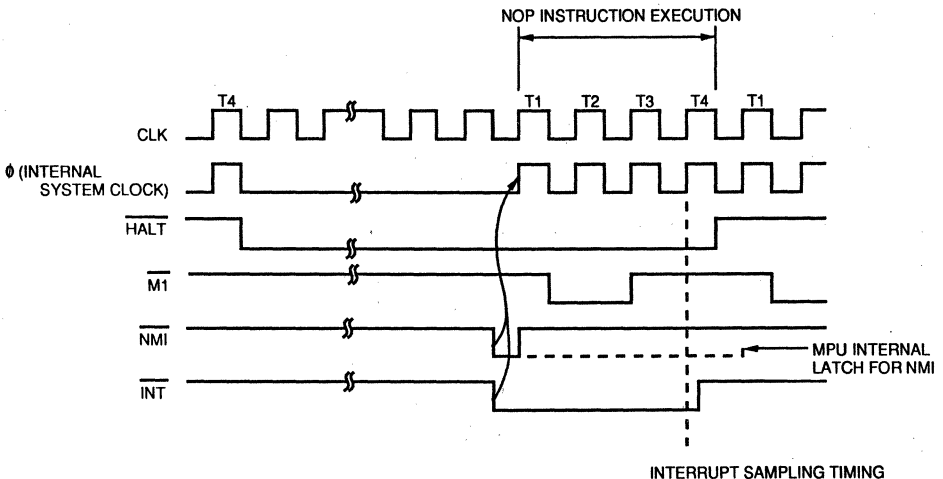 NOP INSTRUCTION EXECUTION
T4 T1 T2 T3 T4 T1
CLK
ϕ (INTERNAL
SYSTEM CLOCK)
HALT
M1
NMI
MPU INTERNAL
LATCH FOR NMI
INT
INTERRUPT SAMPLING TIMING